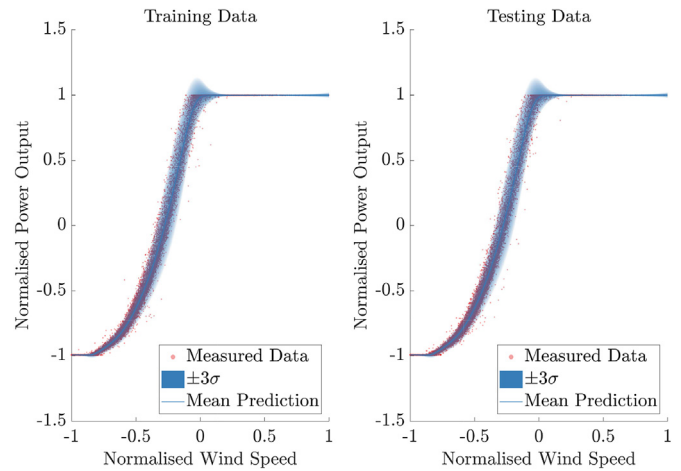 Training Data
Normalised Power Output
1.5
1
0.5
0
-0.5
-1
-1.5
Measured Data
±3σ
Mean Prediction
-1 -0.5 0 0.5 1
Normalised Wind Speed
Testing Data
Normalised Power Output
1.5
1
0.5
0
-0.5
-1
-1.5
Measured Data
±3σ
Mean Prediction
-1 -0.5 0 0.5 1
Normalised Wind Speed